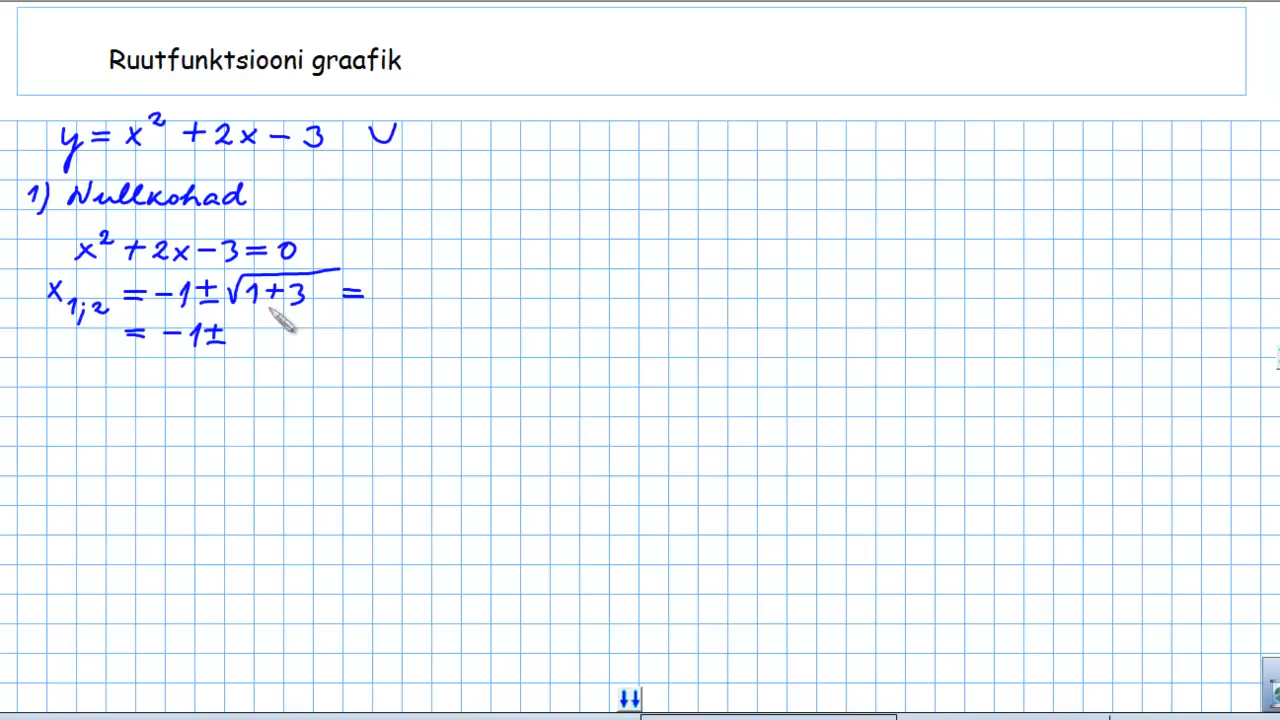 Ruutfunktsiooni graafik
y = x² + 2x - 3 ∪
1) Nullkohad
x² + 2x - 3 = 0
x₁;₂ = -1 ± √1+3 =
= -1 ±